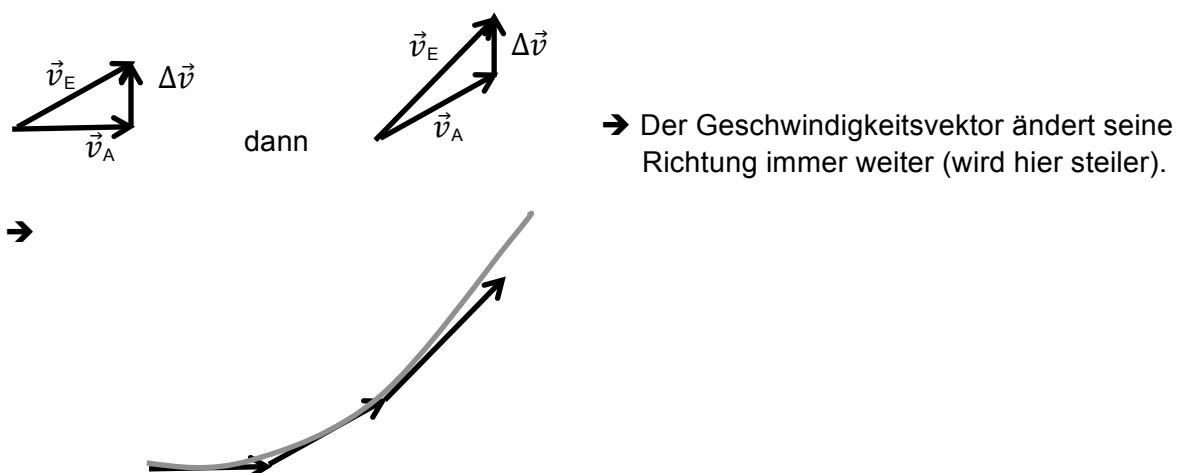 v⃗E Δv⃗
v⃗A
dann
v⃗E Δv⃗
v⃗A
➔ Der Geschwindigkeitsvektor ändert seine
Richtung immer weiter (wird hier steiler).
➔